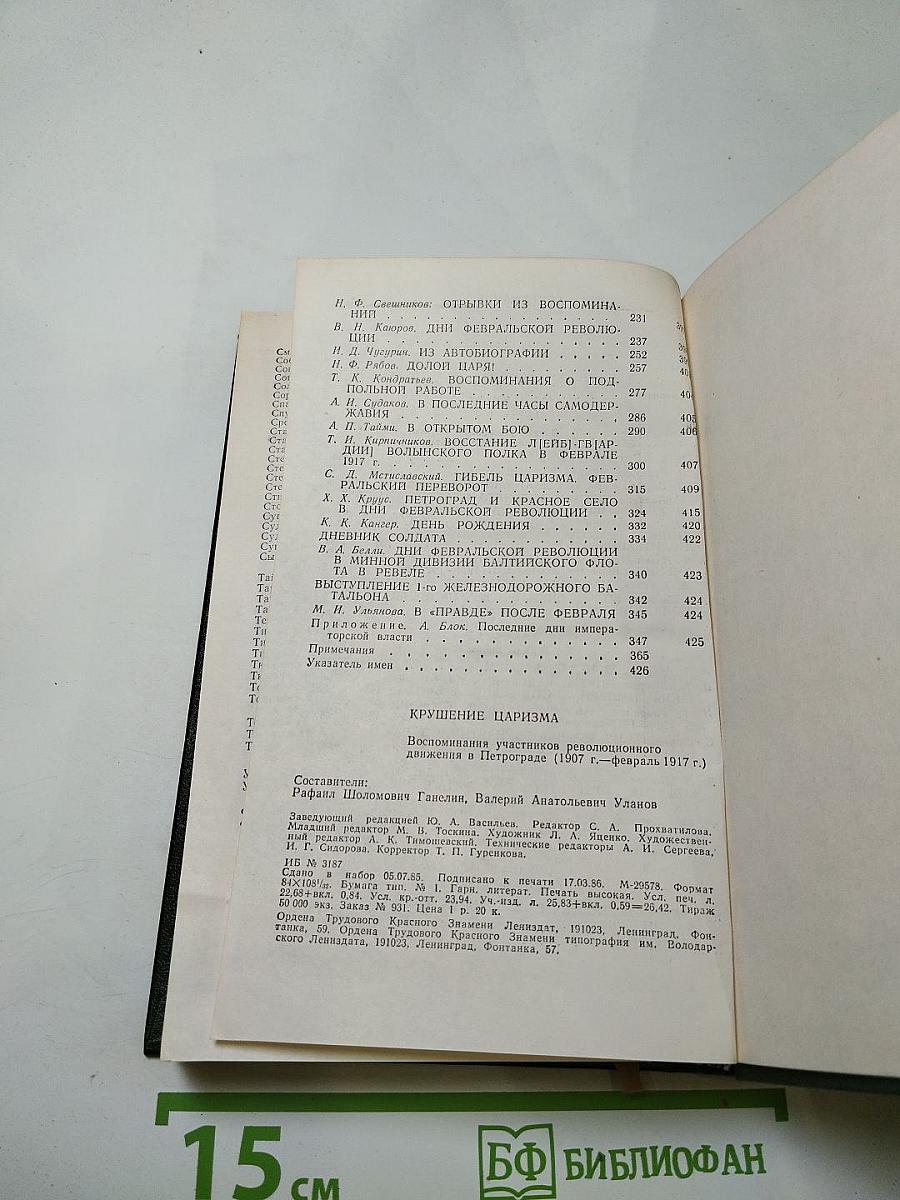 Н. Ф. Свешников: ОТРЫВКИ ИЗ ВОСПОМИНА-
НИЙ . . . . . . . . . . . . . . . . 231
В. Н. Каюров. ДНИ ФЕВРАЛЬСКОЙ РЕВОЛЮ-
ЦИИ . . . . . . . . . . . . . . . . 237
И. Д. Чугурин. ИЗ АВТОБИОГРАФИИ . . . . . 252
Н. Ф. Рябов. ДОЛОЙ ЦАРЯ! . . . . . . . . 257
Т. К. Кондратьев. ВОСПОМИНАНИЯ О ПОД-
ПОЛЬНОЙ РАБОТЕ . . . . . . . . . . . 277 404
А. И. Судаков. В ПОСЛЕДНИЕ ЧАСЫ САМОДЕР-
ЖАВИЯ . . . . . . . . . . . . . . . 286 405
А. П. Тайми. В ОТКРЫТОМ БОЮ . . . . . . 290 406
Т. И. Кирпичников. ВОССТАНИЕ Л[ЕЙБ]-ГВ[АР-
ДИИ] ВОЛЫНСКОГО ПОЛКА В ФЕВРАЛЕ
1917 г. . . . . . . . . . . . . . . . 300 407
С. Д. Мстиславский. ГИБЕЛЬ ЦАРИЗМА. ФЕВ-
РАЛЬСКИЙ ПЕРЕВОРОТ . . . . . . . . . 315 409
Х. Х. Круус. ПЕТРОГРАД И КРАСНОЕ СЕЛО
В ДНИ ФЕВРАЛЬСКОЙ РЕВОЛЮЦИИ . . 324 415
К. К. Кангер. ДЕНЬ РОЖДЕНИЯ . . . . . . . 332 420
ДНЕВНИК СОЛДАТА . . . . . . . . . . . . 334 422
В. А. Белли. ДНИ ФЕВРАЛЬСКОЙ РЕВОЛЮЦИИ
В МИННОЙ ДИВИЗИИ БАЛТИЙСКОГО ФЛО-
ТА В РЕВЕЛЕ . . . . . . . . . . . . . 340 423
ВЫСТУПЛЕНИЕ 1-го ЖЕЛЕЗНОДОРОЖНОГО БА-
ТАЛЬОНА . . . . . . . . . . . . . . 342 424
М. И. Ульянова. В «ПРАВДЕ» ПОСЛЕ ФЕВРАЛЯ 345 424
Приложение. А. Блок. Последние дни импера-
торской власти . . . . . . . . . . . . 347 425
Примечания . . . . . . . . . . . . . . 365
Указатель имен . . . . . . . . . . . . . 426
КРУШЕНИЕ ЦАРИЗМА
Воспоминания участников революционного
движения в Петрограде (1907 г.—февраль 1917 г.)
Составители:
Рафаил Шоломович Ганелин, Валерий Анатольевич Уланов
Заведующий редакцией Ю. А. Васильев. Редактор С. А. Прохватилова.
Младший редактор М. В. Тоскина. Художник Л. А. Яценко. Художествен-
ный редактор А. К. Тимошевский. Технические редакторы А. И. Сергеева,
И. Г. Сидорова. Корректор Т. П. Гуренкова.
ИБ № 3187
Сдано в набор 05.07.85. Подписано к печати 17.03.86. М-29578. Формат
84×108¹/₃₂. Бумага тип. № 1. Гарн. литерат. Печать высокая. Усл. печ. л.
22,68+вкл. 0,84. Усл. кр.-отт. 23,94. Уч.-изд. л. 25,83+вкл. 0,59=26,42. Тираж
50 000 экз. Заказ № 931. Цена 1 р. 20 к.
Ордена Трудового Красного Знамени Лениздат, 191023, Ленинград, Фон-
танка, 59. Ордена Трудового Красного Знамени типография им. Володар-
ского Лениздата, 191023, Ленинград, Фонтанка, 57.
15 см
БФ БИБЛИОФАН